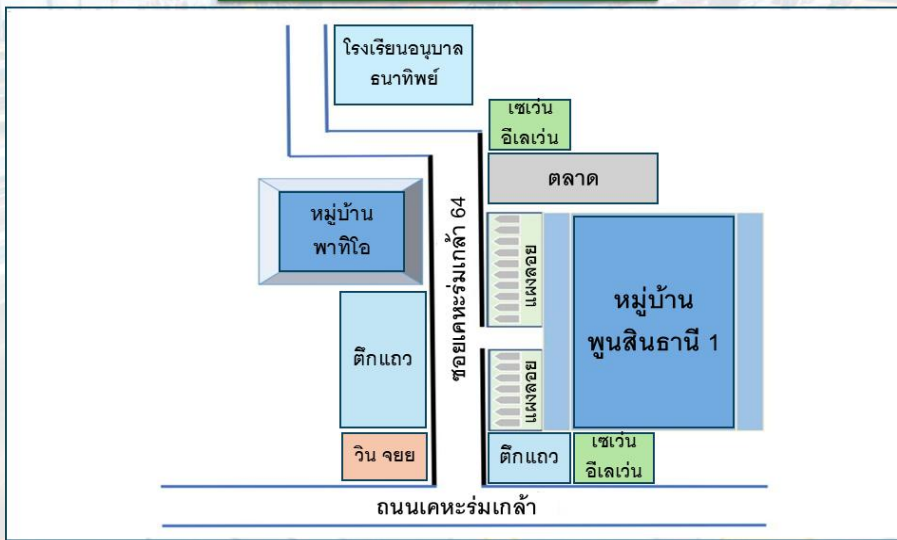 โรงเรียนอนุบาล
ธนาทิพย์
เซเว่น
อีเลเว่น
ตลาด
หมู่บ้าน
พาทิโอ
ซอยเคหะร่มเกล้า 64
แผงลอย
หมู่บ้าน
พูนสินธานี 1
ตึกแถว
แผงลอย
วิน จยย
ตึกแถว
เซเว่น
อีเลเว่น
ถนนเคหะร่มเกล้า